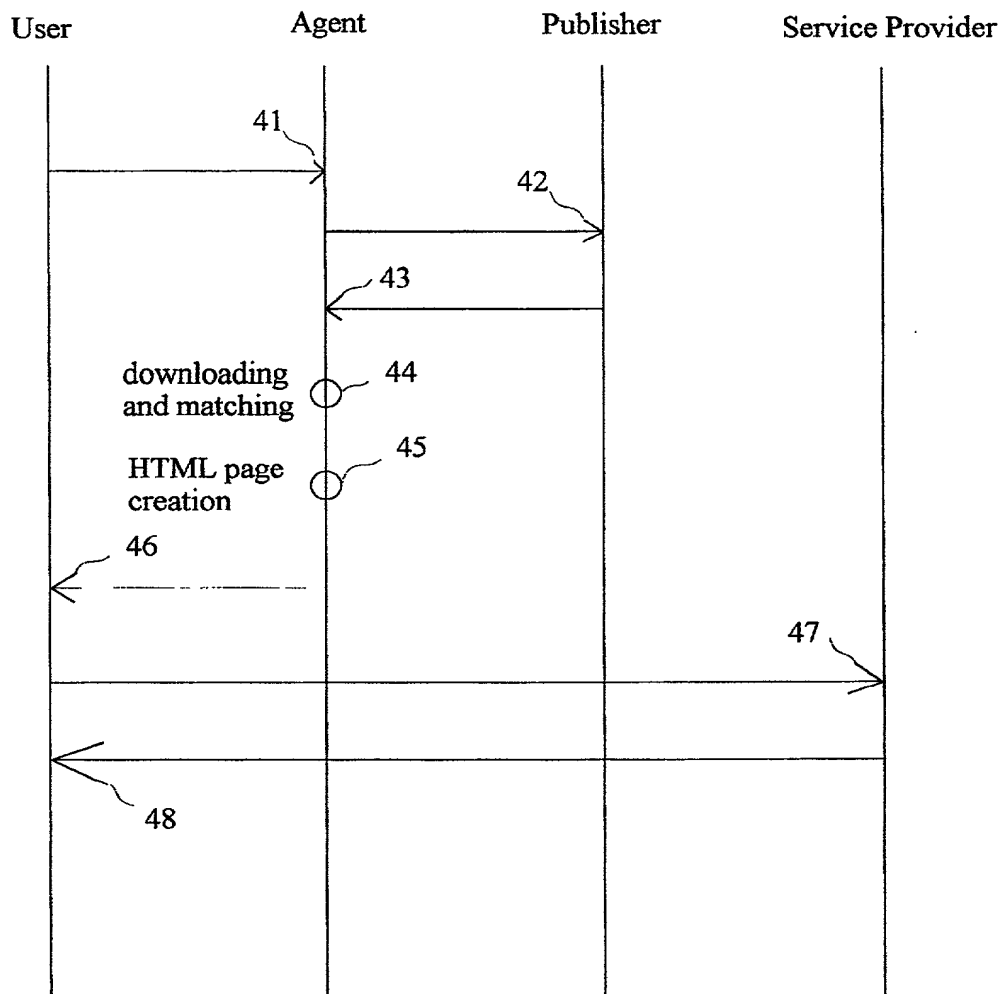 User
Agent
Publisher
Service Provider
41
42
43
downloading
and matching
44
HTML page
creation
45
46
47
48